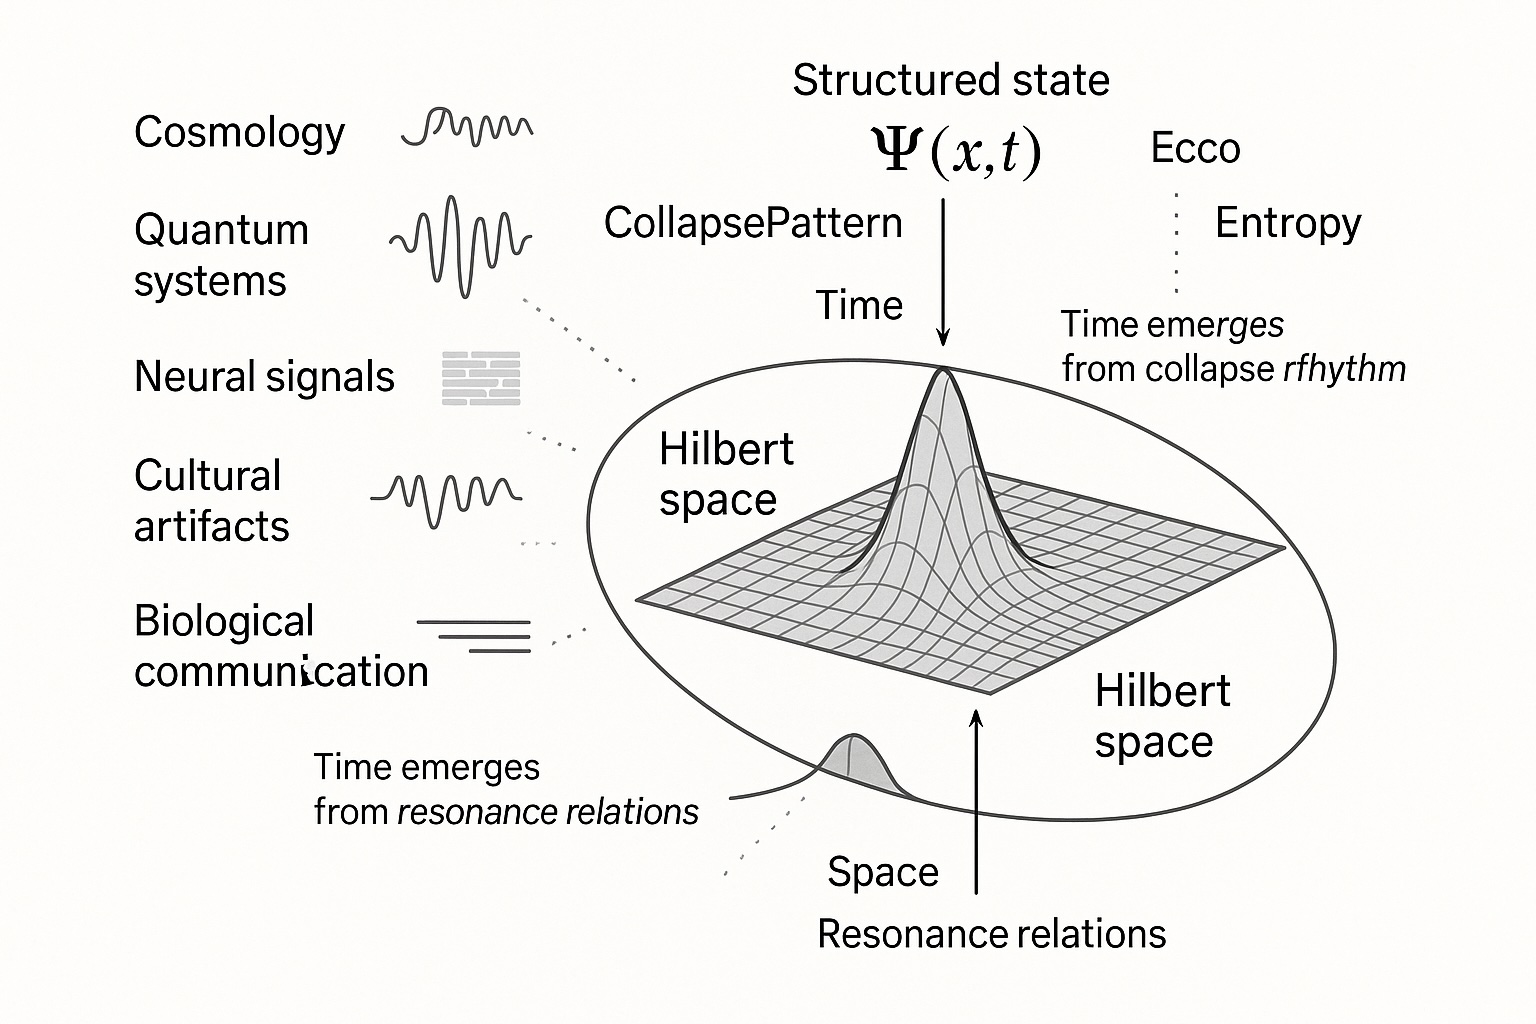 Structured state
Ψ(x,t)
Cosmology
Ecco
Quantum
systems
CollapsePattern
Entropy
Time
Time emerges
from collapse rfhythm
Neural signals
Hilbert
space
Cultural
artifacts
Biological
communication
Hilbert
space
Time emerges
from resonance relations
Space
Resonance relations